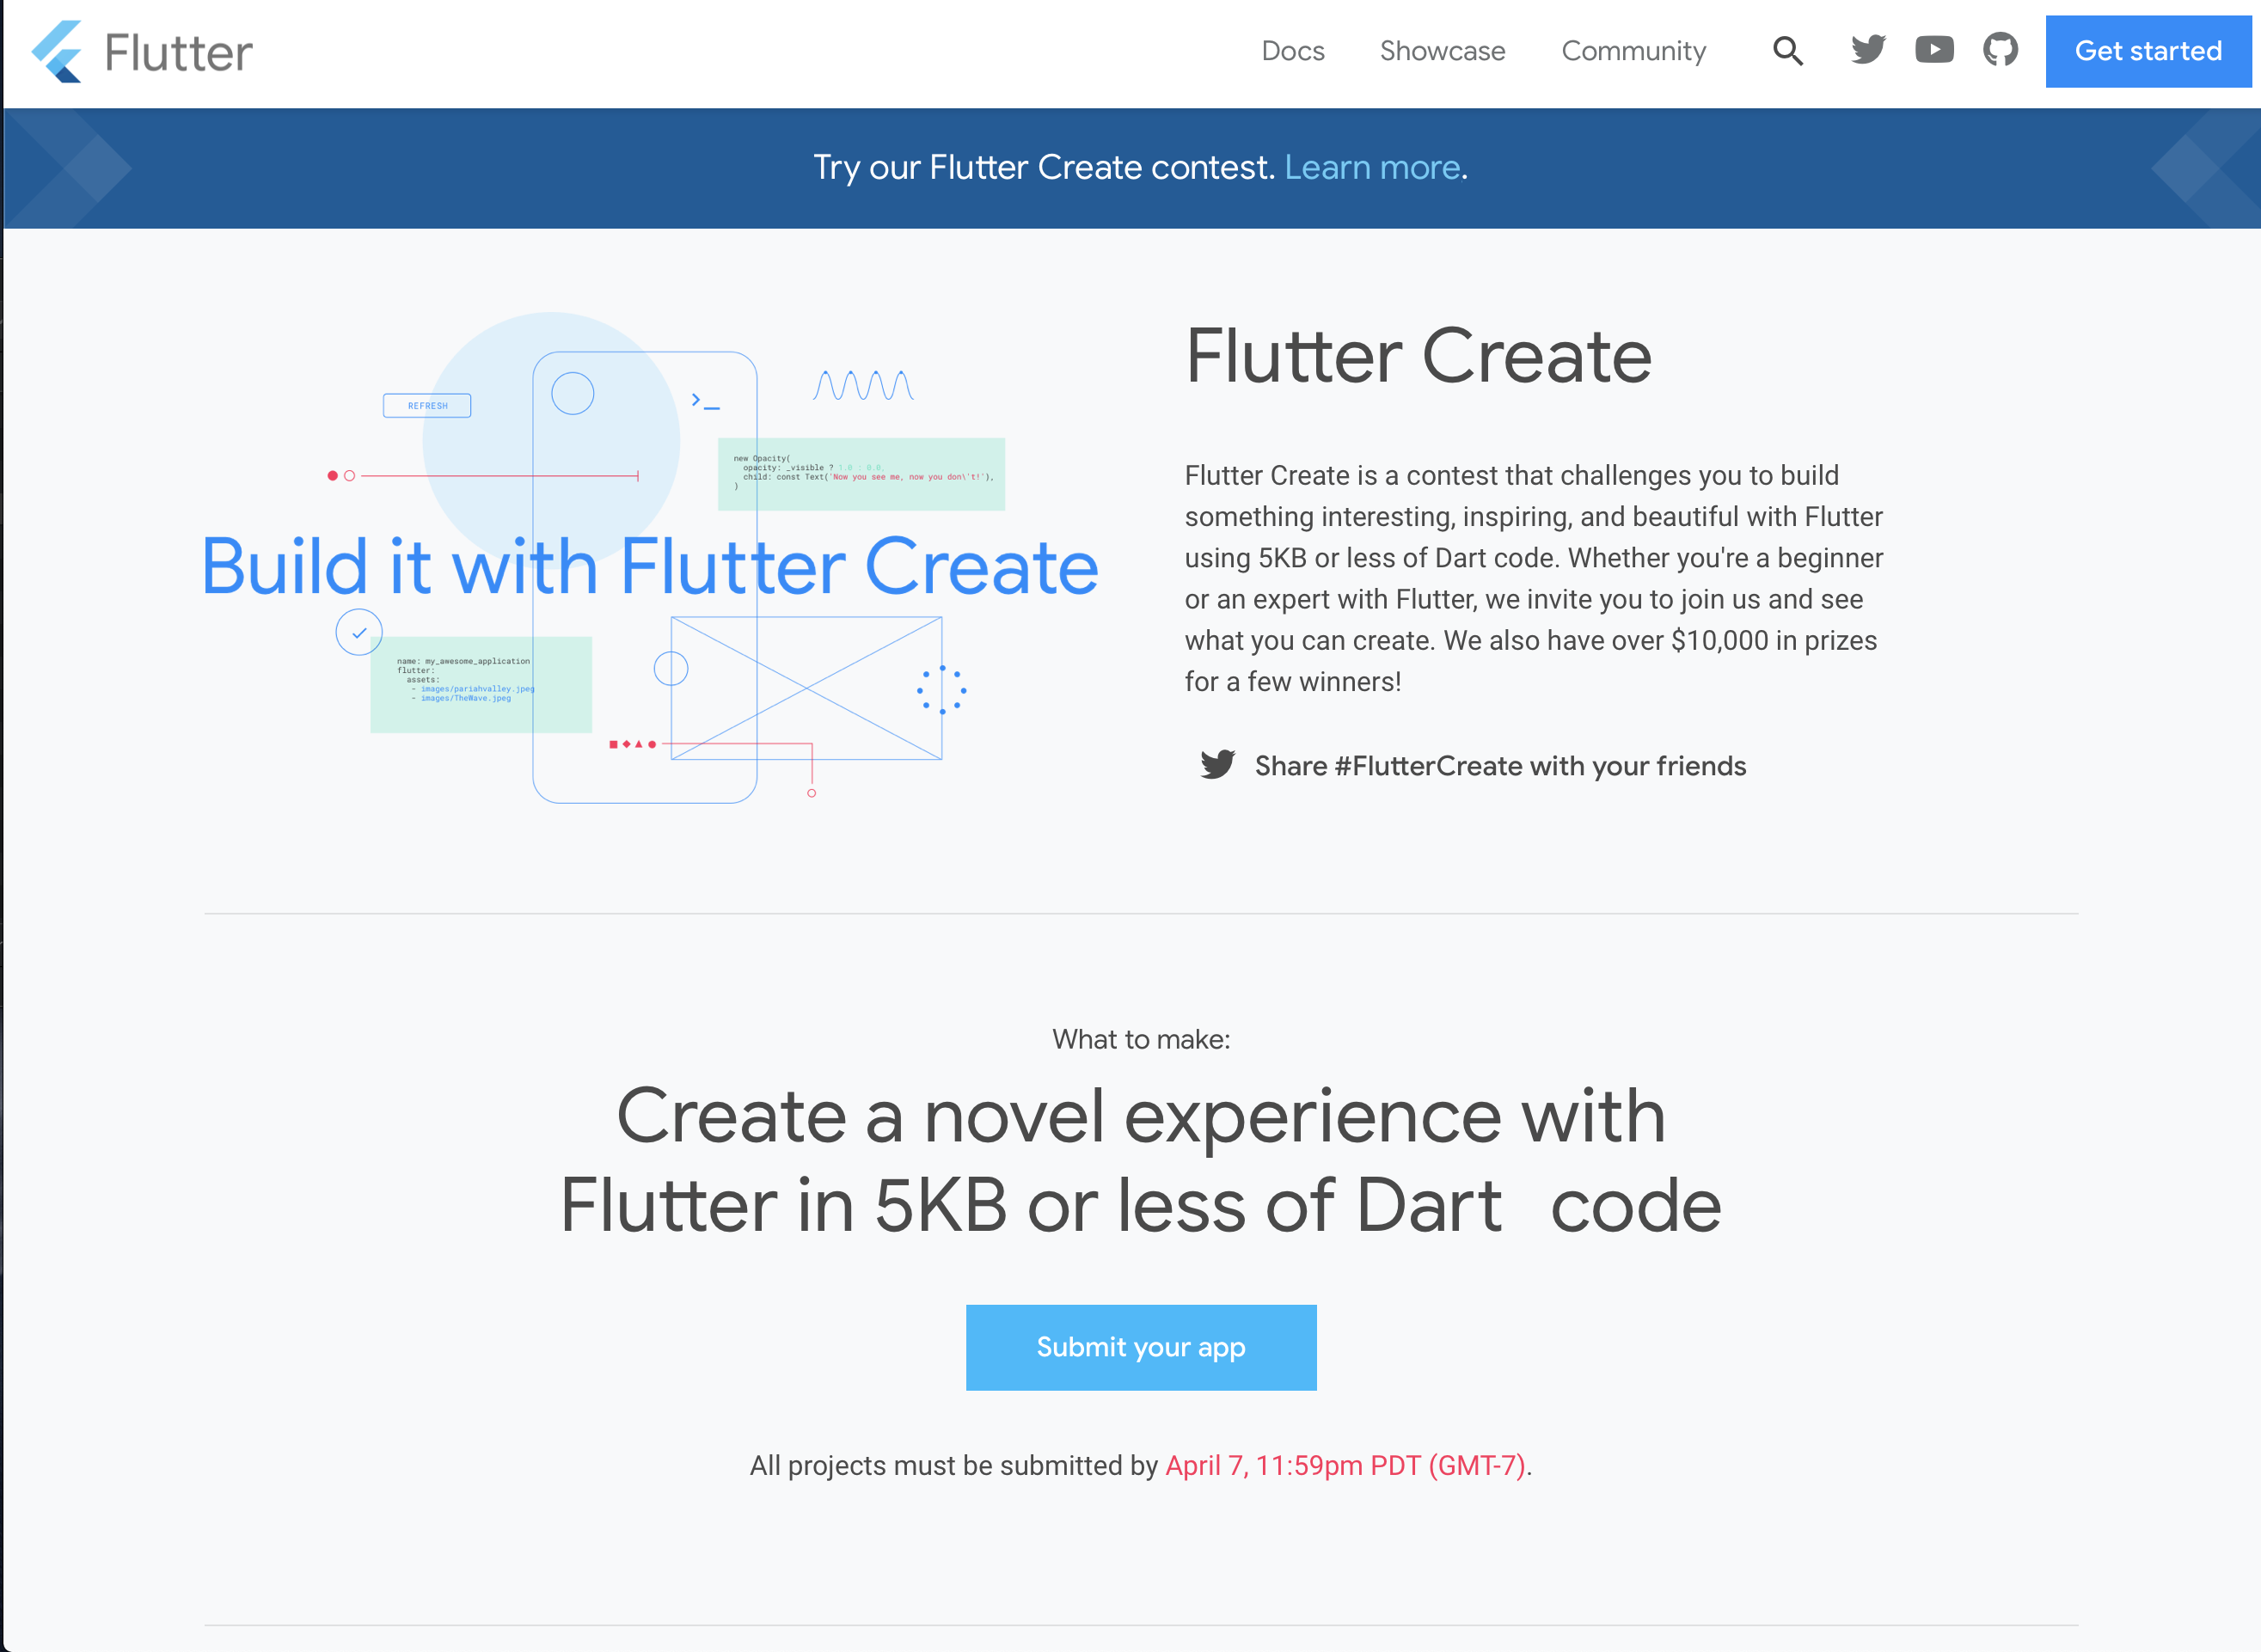 Flutter
Docs Showcase Community Get started
Try our Flutter Create contest. Learn more.
REFRESH
>_
new Opacity(
opacity: _visible ? 1.0 : 0.0,
child: const Text('Now you see me, now you don\'t!'),
)
Build it with Flutter Create
name: my_awesome_application
flutter:
assets:
- images/pariahvalley.jpeg
- images/TheWave.jpeg
Flutter Create
Flutter Create is a contest that challenges you to build
something interesting, inspiring, and beautiful with Flutter
using 5KB or less of Dart code. Whether you're a beginner
or an expert with Flutter, we invite you to join us and see
what you can create. We also have over $10,000 in prizes
for a few winners!
Share #FlutterCreate with your friends
What to make:
Create a novel experience with
Flutter in 5KB or less of Dart code
Submit your app
All projects must be submitted by April 7, 11:59pm PDT (GMT-7).